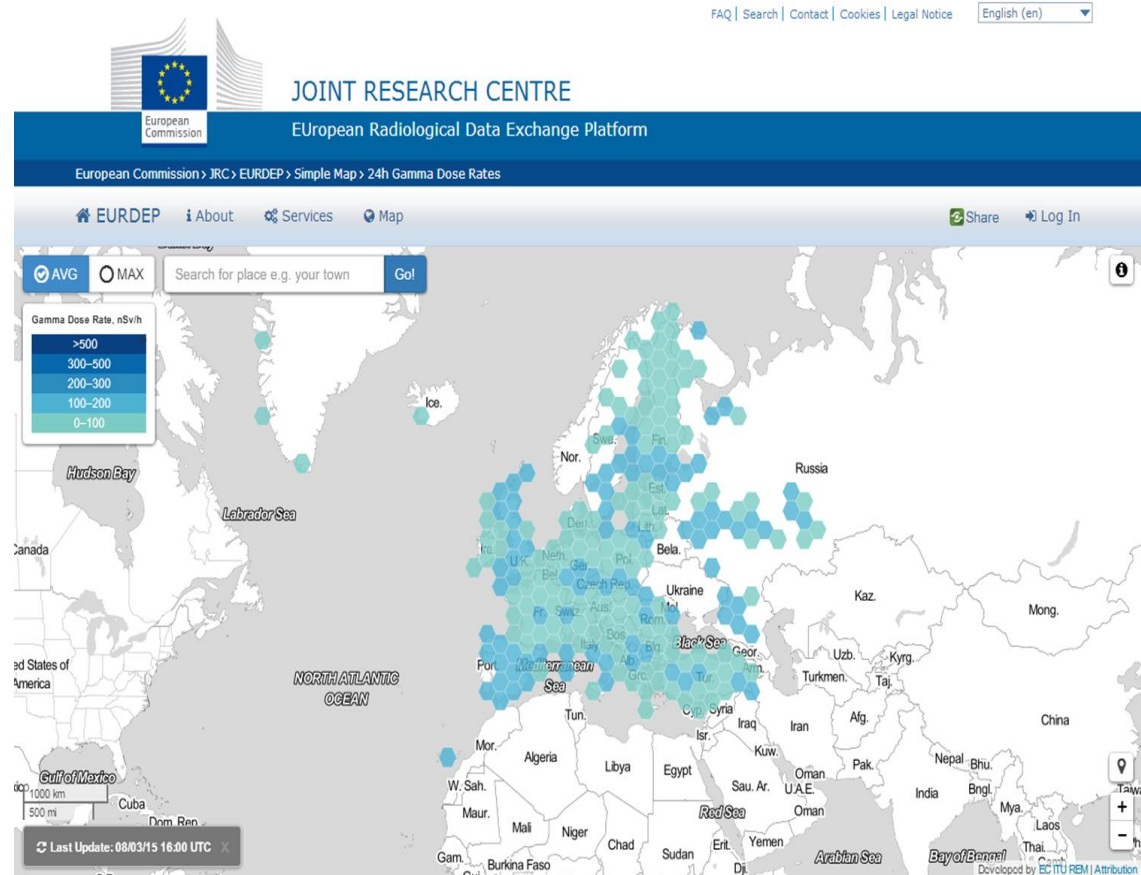 FAQ | Search | Contact | Cookies | Legal Notice English (en)
European
Commission
JOINT RESEARCH CENTRE
EUropean Radiological Data Exchange Platform
European Commission > JRC > EURDEP > Simple Map > 24h Gamma Dose Rates
EURDEP About Services Map Share Log In
AVG MAX Search for place e.g. your town Go!
Gamma Dose Rate, nSv/h
>500
300–500
200–300
100–200
0–100
Ice.
Swe. Fin.
Nor.
Russia
Hudson Bay
Est.
Labrador Sea
Lat.
Den. Lith.
Canada
Ire. U.K. Neth. Ger. Pol. Bela.
Bel. Czech Rep. Ukraine
Kaz.
Fr. Swiz. Aus. Rom. Mol.
Mong.
Italy Bos. Blg. Black Sea Geor.
Uzb. Kyrg.
ed States of
America
Port. Mediterranean
Sea
Alb. Grc. Tur. Arm.
Turkmen. Taj.
NORTH ATLANTIC
OCEAN
Cyp. Syria
Tun. Iraq Iran Afg. China
Isr.
Mor. Algeria Libya Egypt Kuw. Pak. Nepal Bhu.
Gulf of Mexico
W. Sah. Sau. Ar. U.A.E. Oman India Bngl. Taiw
1000 km
500 mi
Cuba
Dom. Rep.
Maur. Mali Niger Chad Sudan Red Sea Oman Mya. Laos
Erit. Yemen Thai.
Gam. Burkina Faso Dji. Arabian Sea Bay of Bengal
Last Update: 08/03/15 16:00 UTC X
+
-
Developed by EC ITU REM | Attribution